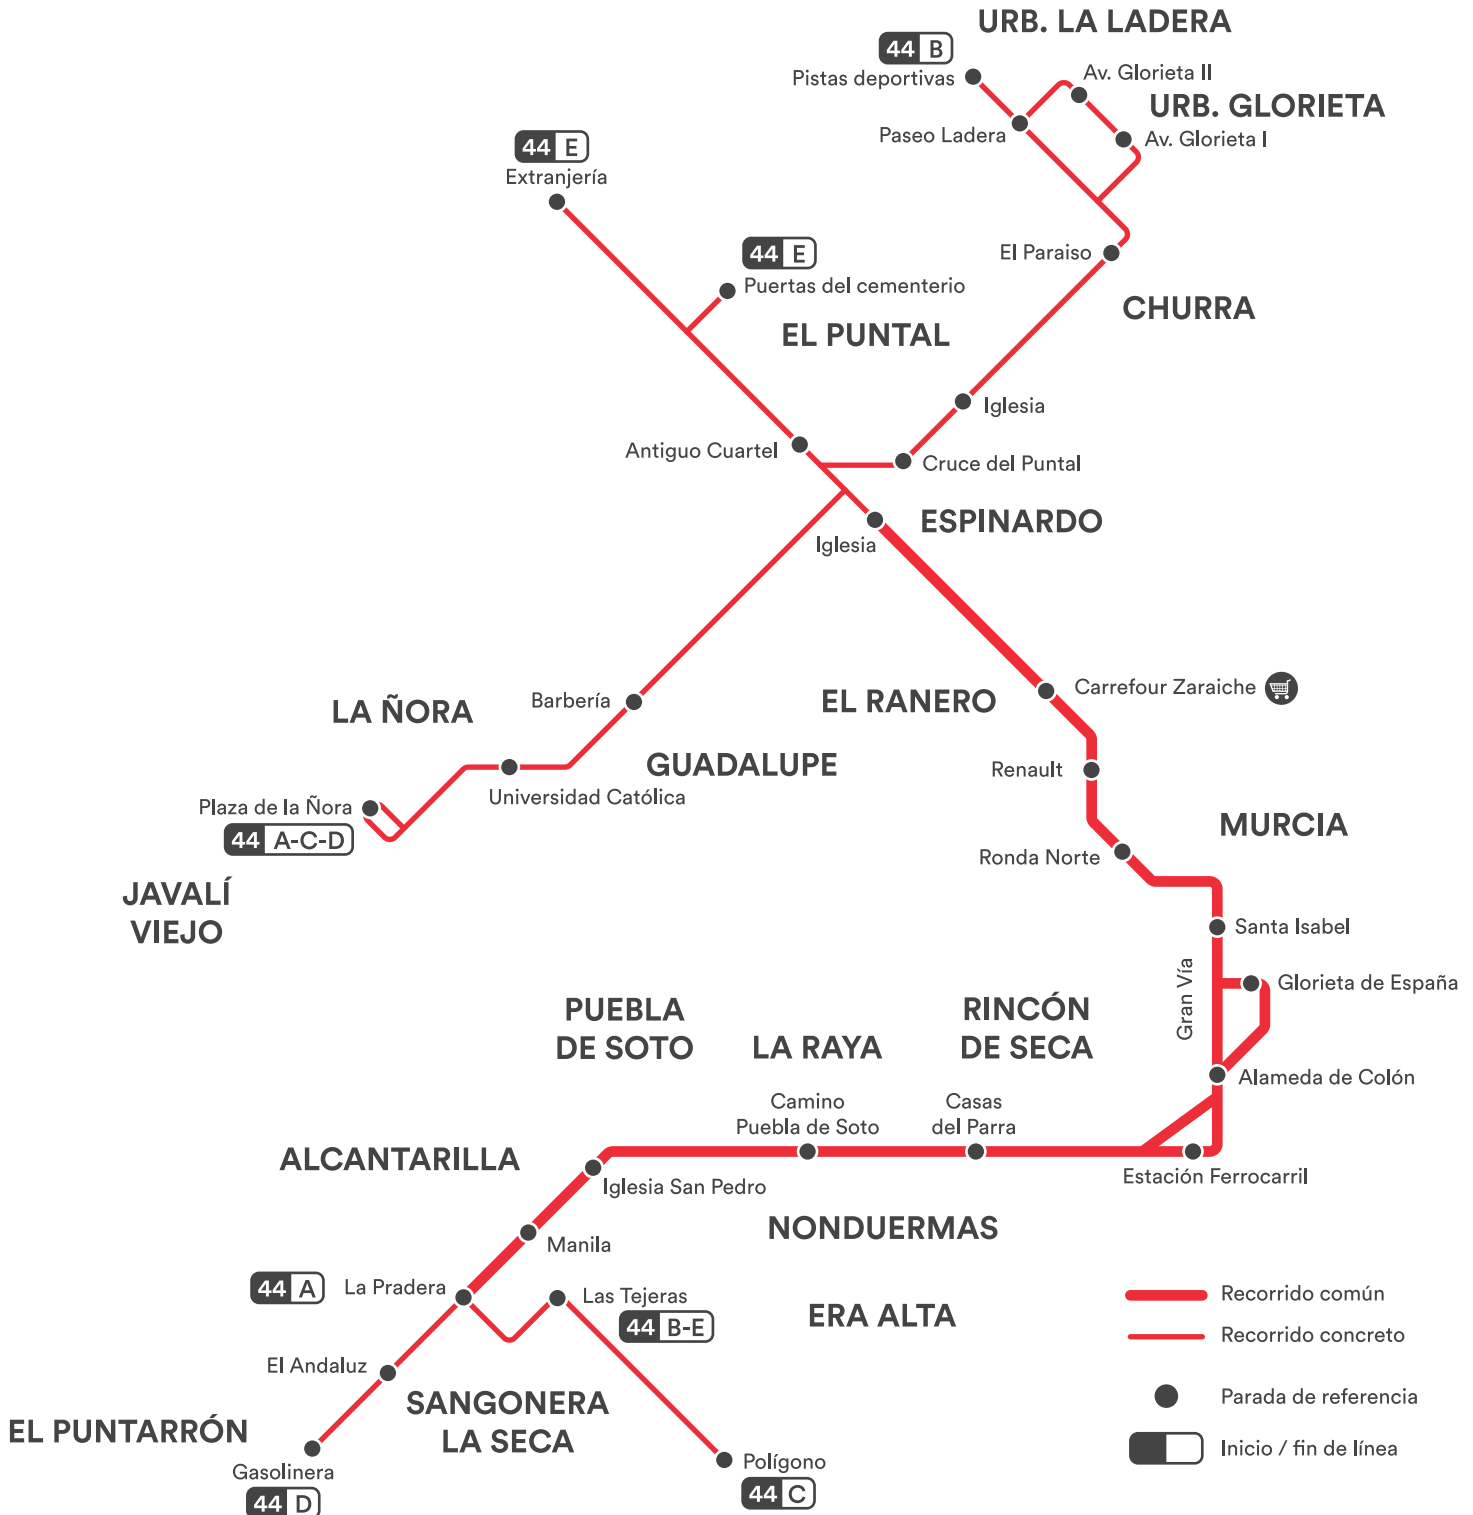 URB. LA LADERA
44 B
Pistas deportivas
Av. Glorieta II
URB. GLORIETA
Paseo Ladera
Av. Glorieta I
44 E
Extranjería
44 E
Puertas del cementerio
El Paraiso
CHURRA
EL PUNTAL
Iglesia
Antiguo Cuartel
Cruce del Puntal
ESPINARDO
Iglesia
Barbería
LA ÑORA
EL RANERO
Carrefour Zaraiche
GUADALUPE
Renault
Universidad Católica
Plaza de la Ñora
44 A-C-D
MURCIA
Ronda Norte
JAVALÍ
VIEJO
Santa Isabel
Gran Vía
Glorieta de España
PUEBLA
DE SOTO
LA RAYA
RINCÓN
DE SECA
Alameda de Colón
Camino
Puebla de Soto
Casas
del Parra
ALCANTARILLA
Iglesia San Pedro
Estación Ferrocarril
NONDUERMAS
Manila
44 A
La Pradera
Las Tejeras
44 B-E
ERA ALTA
Recorrido común
Recorrido concreto
El Andaluz
SANGONERA
LA SECA
Parada de referencia
EL PUNTARRÓN
Inicio / fin de línea
Gasolinera
44 D
Polígono
44 C